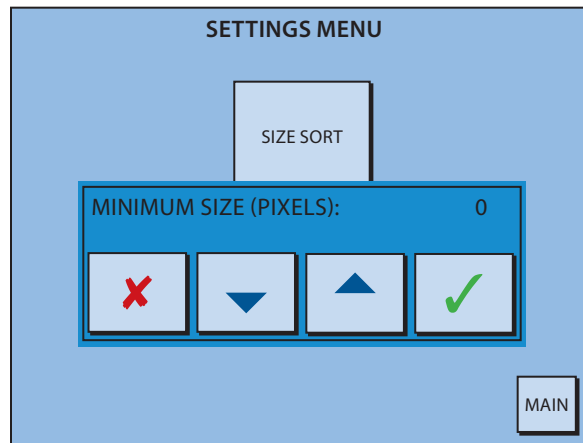 SETTINGS MENU
SIZE SORT
MINIMUM SIZE (PIXELS): 0
MAIN